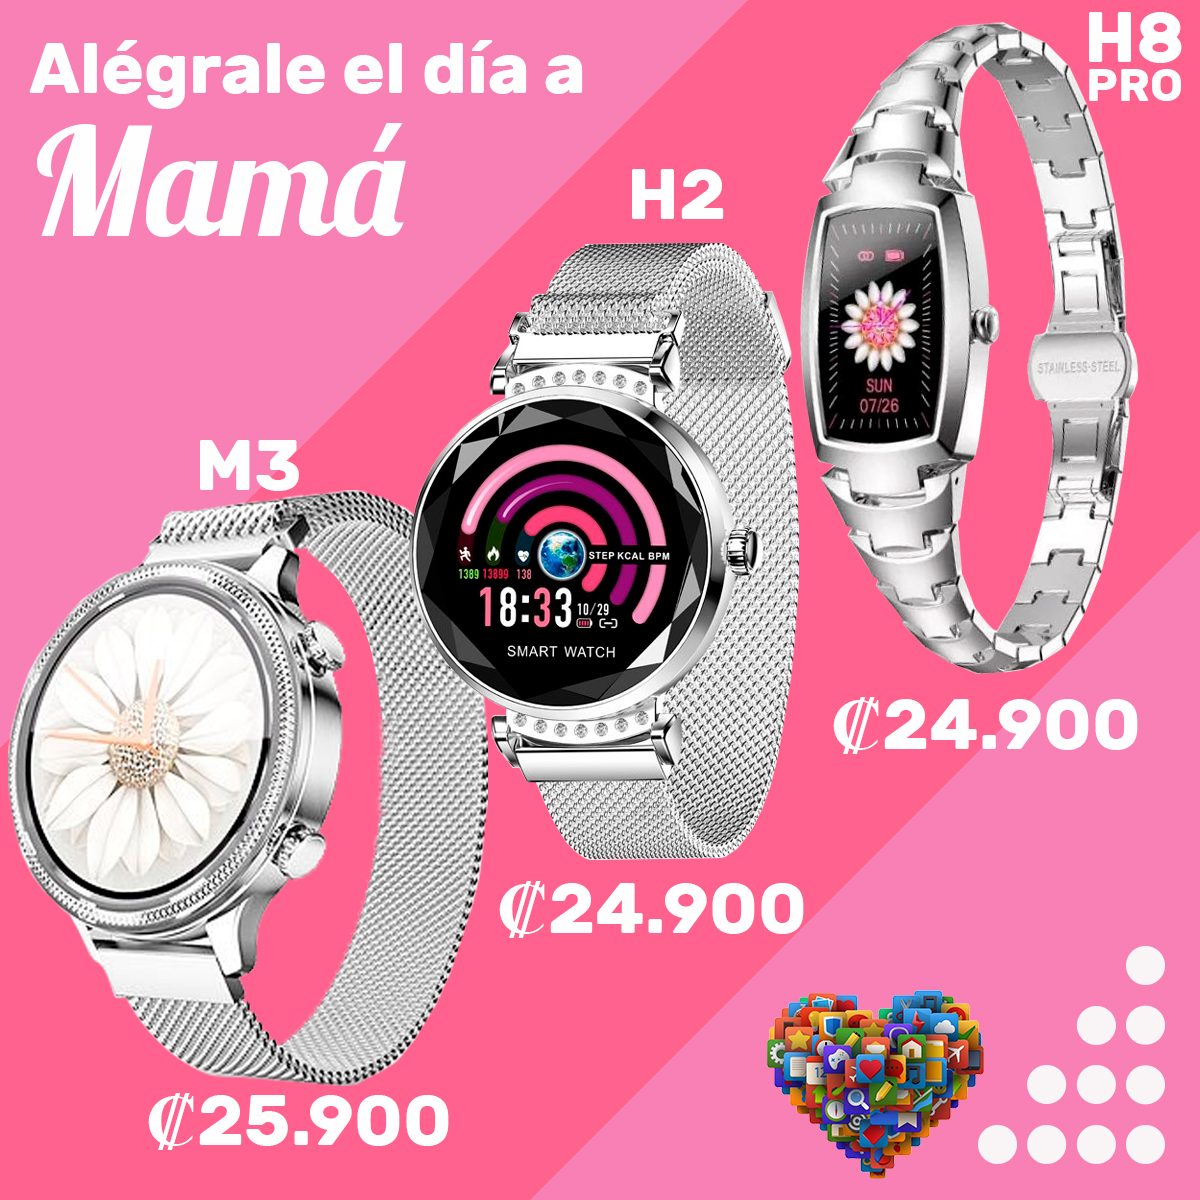 Alégrale el día a
Mamá
H8
PRO
H2
STAINLESS-STEEL
SUN
07/26
M3
STEP KCAL BPM
1389 13899 138
18:33 10/29
SMART WATCH
₡24.900
₡24.900
₡25.900